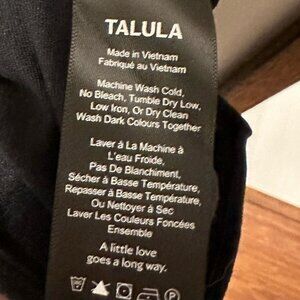 TALULA
Made in Vietnam
Fabriqué au Vietnam
Machine Wash Cold,
No Bleach, Tumble Dry Low,
Low Iron, Or Dry Clean
Wash Dark Colours Together
Laver à La Machine à
L'eau Froide,
Pas De Blanchiment,
Sécher à Basse Température,
Repasser à Basse Température,
Ou Nettoyer à Sec
Laver Les Couleurs Foncées
Ensemble
A little love
goes a long way.